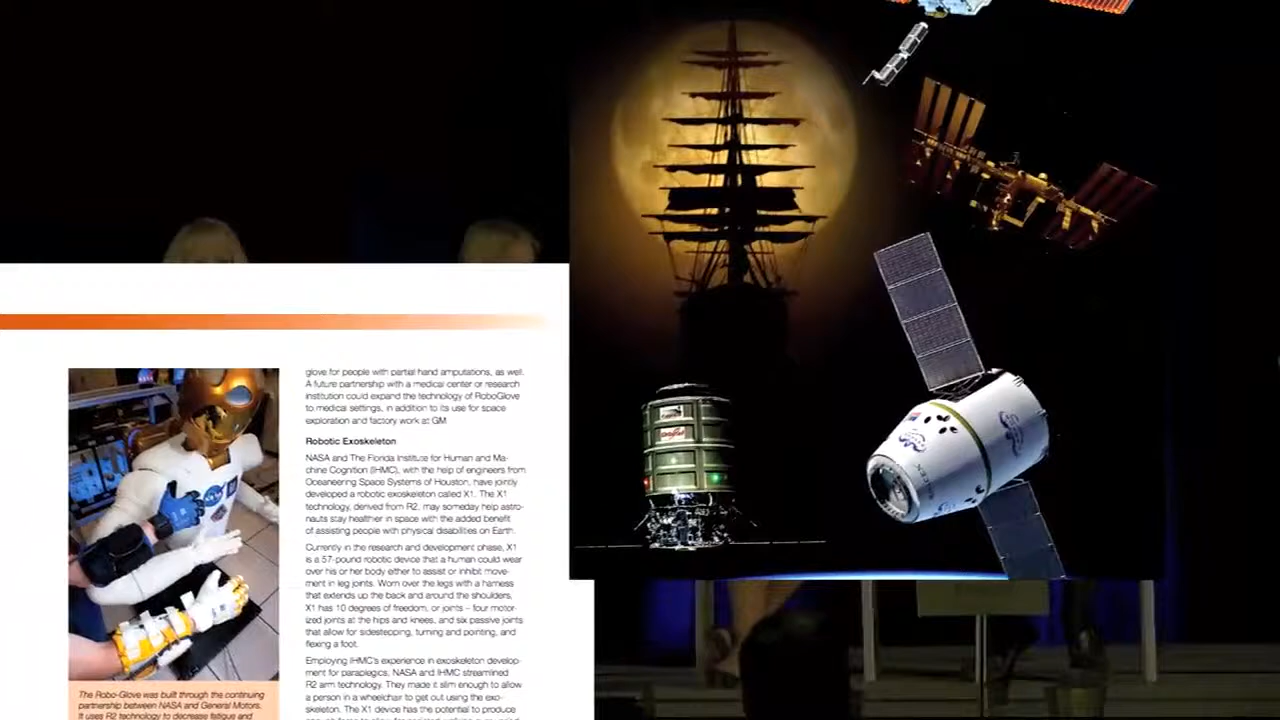 glove for people with partial hand amputations, as well.
A future partnership with a medical center or research
institution could expand the technology of RoboGlove
to medical settings, in addition to its use for space
exploration and factory work at GM
Robotic Exoskeleton
NASA and The Florida Institute for Human and Ma-
chine Cognition (IHMC), with the help of engineers from
Oceaneering Space Systems of Houston, have jointly
developed a robotic exoskeleton called X1. The X1
technology, derived from R2, may someday help astro-
nauts stay healthier in space with the added benefit
of assisting people with physical disabilities on Earth.
Currently in the research and development phase, X1
is a 57-pound robotic device that a human could wear
over his or her body either to assist or inhibit move-
ment in leg joints. Worn over the legs with a harness
that extends up the back and around the shoulders,
X1 has 10 degrees of freedom, or joints – four motor-
ized joints at the hips and knees, and six passive joints
that allow for sidestepping, turning and pointing, and
flexing a foot.
Employing IHMC's experience in exoskeleton develop-
ment for paraplegics, NASA and IHMC streamlined
R2 arm technology. They made it slim enough to allow
a person in a wheelchair to get out using the exo-
skeleton. The X1 device has the potential to produce
The Robo-Glove was built through the continuing
partnership between NASA and General Motors.
It uses R2 technology to decrease fatigue and
NASA